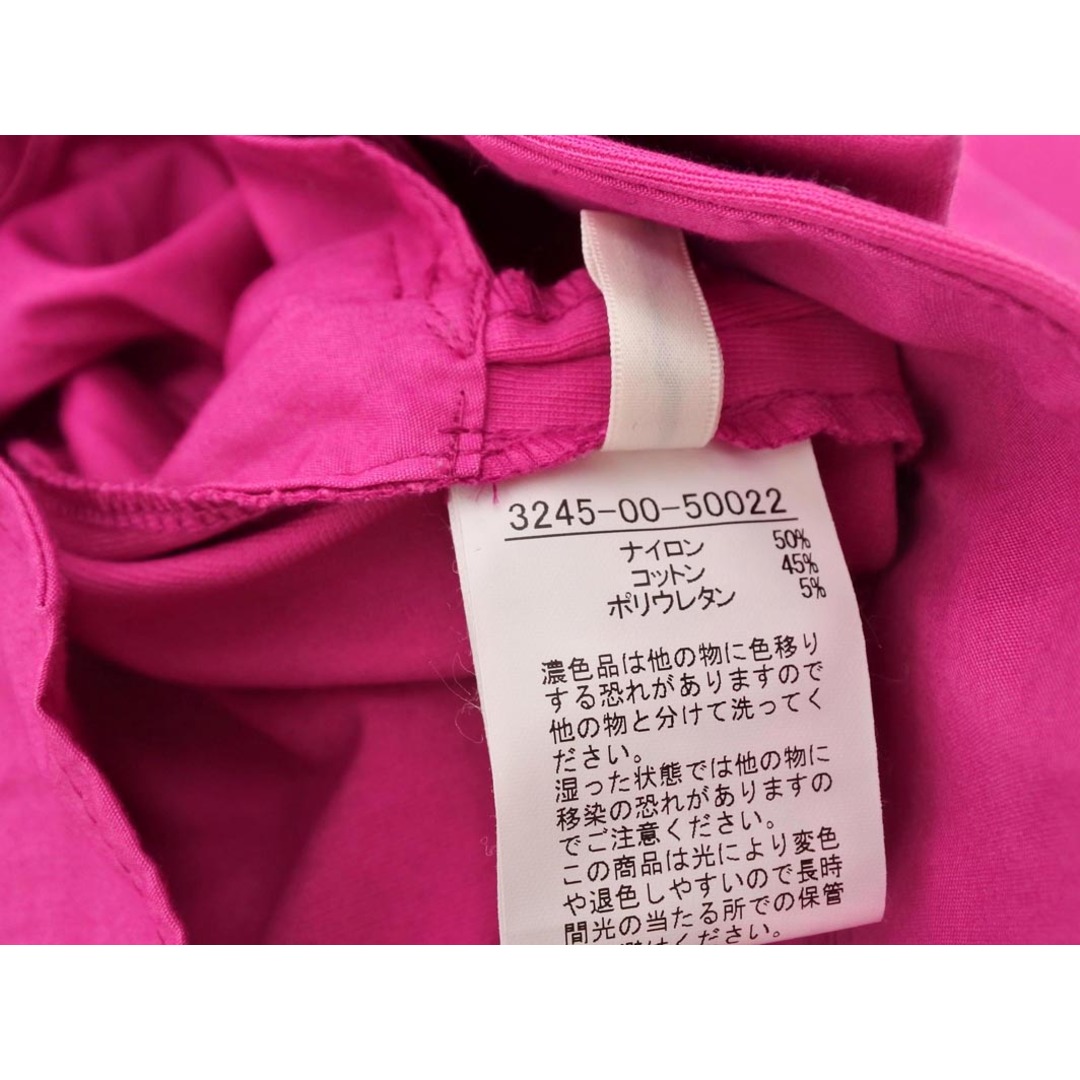 3245-00-50022
ナイロン 50%
コットン 45%
ポリウレタン 5%
濃色品は他の物に色移り
する恐れがありますので
他の物と分けて洗ってく
ださい。
湿った状態では他の物に
移染の恐れがありますの
でご注意ください。
この商品は光により変色
や退色しやすいので長時
間光の当たる所での保管
ください。